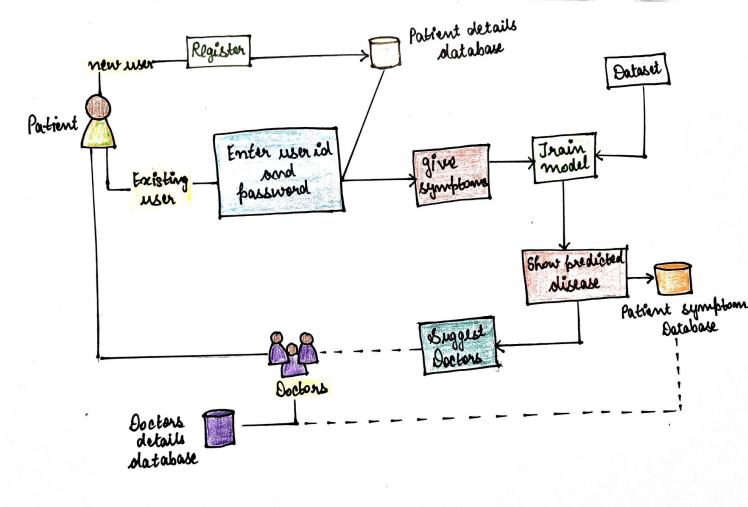 new user
Register
Patient details
database
Dataset
Patient
Existing
user
Enter user id
and
password
give
symptoms
Train
model
Show predicted
disease
Patient symptom
Database
Suggest
Doctors
Doctors
Doctors
details
database